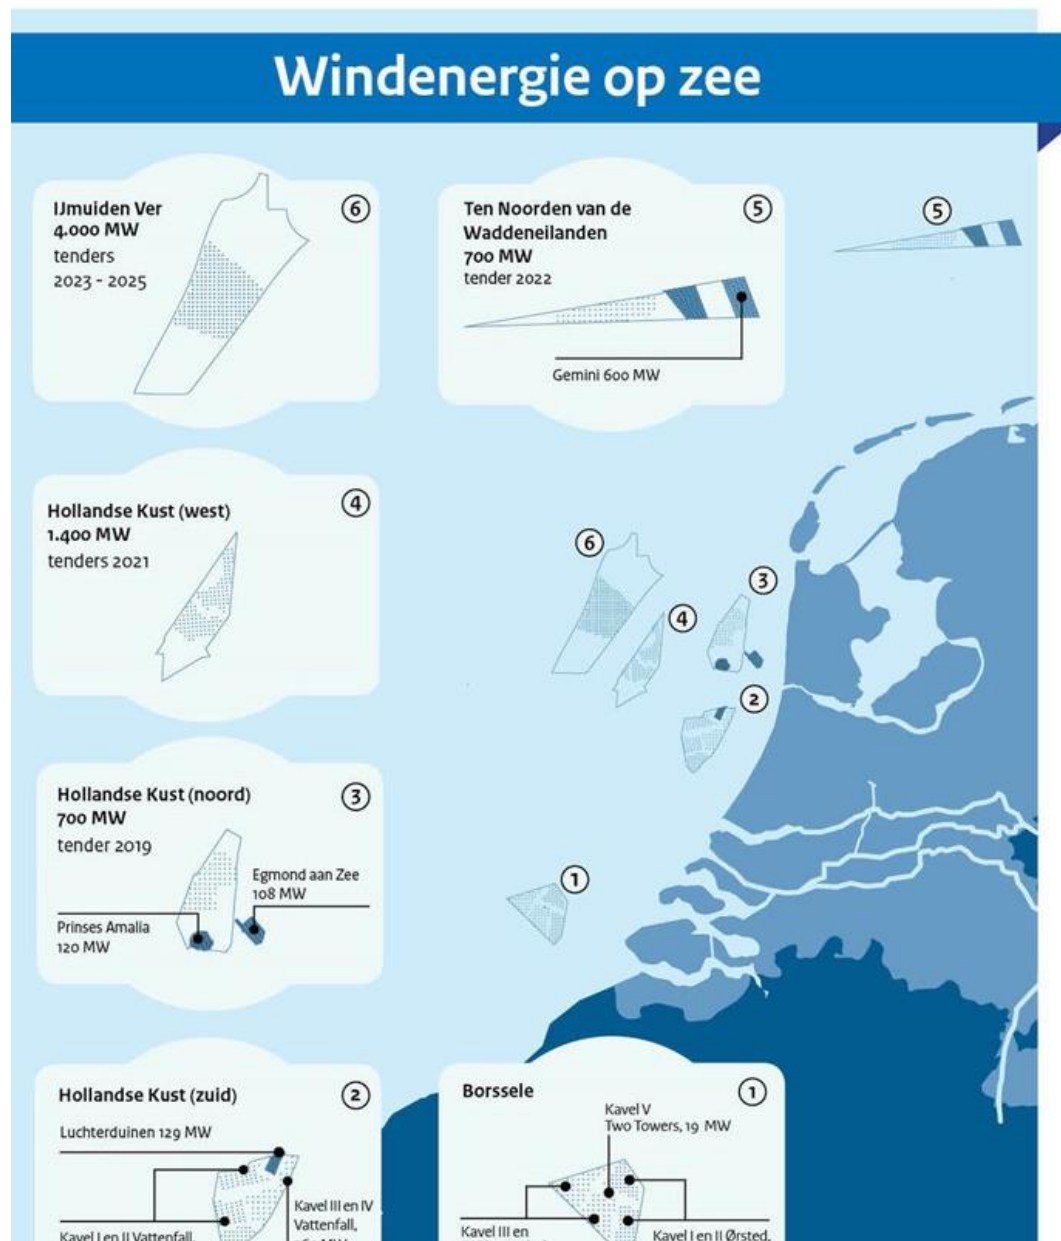 Windenergie op zee
IJmuiden Ver
4.000 MW
tenders
2023 - 2025
6
Ten Noorden van de
Waddeneilanden
700 MW
tender 2022
5
Gemini 600 MW
5
Hollandse Kust (west)
1.400 MW
tenders 2021
4
6
4
3
2
1
Hollandse Kust (noord)
700 MW
tender 2019
3
Egmond aan Zee
108 MW
Prinses Amalia
120 MW
Hollandse Kust (zuid)
2
Luchterduinen 129 MW
Kavel III en IV
Vattenfall,
Kavel I en II Vattenfall,
Borssele
1
Kavel V
Two Towers, 19 MW
Kavel III en
Kavel I en II Ørsted,